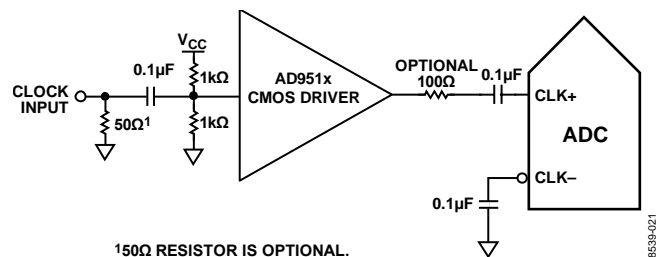 VCC
0.1µF
1kΩ
CLOCK
INPUT
50Ω1
1kΩ
AD951x
CMOS DRIVER
OPTIONAL
100Ω
0.1µF
CLK+
ADC
CLK–
0.1µF
150Ω RESISTOR IS OPTIONAL.
8539-021